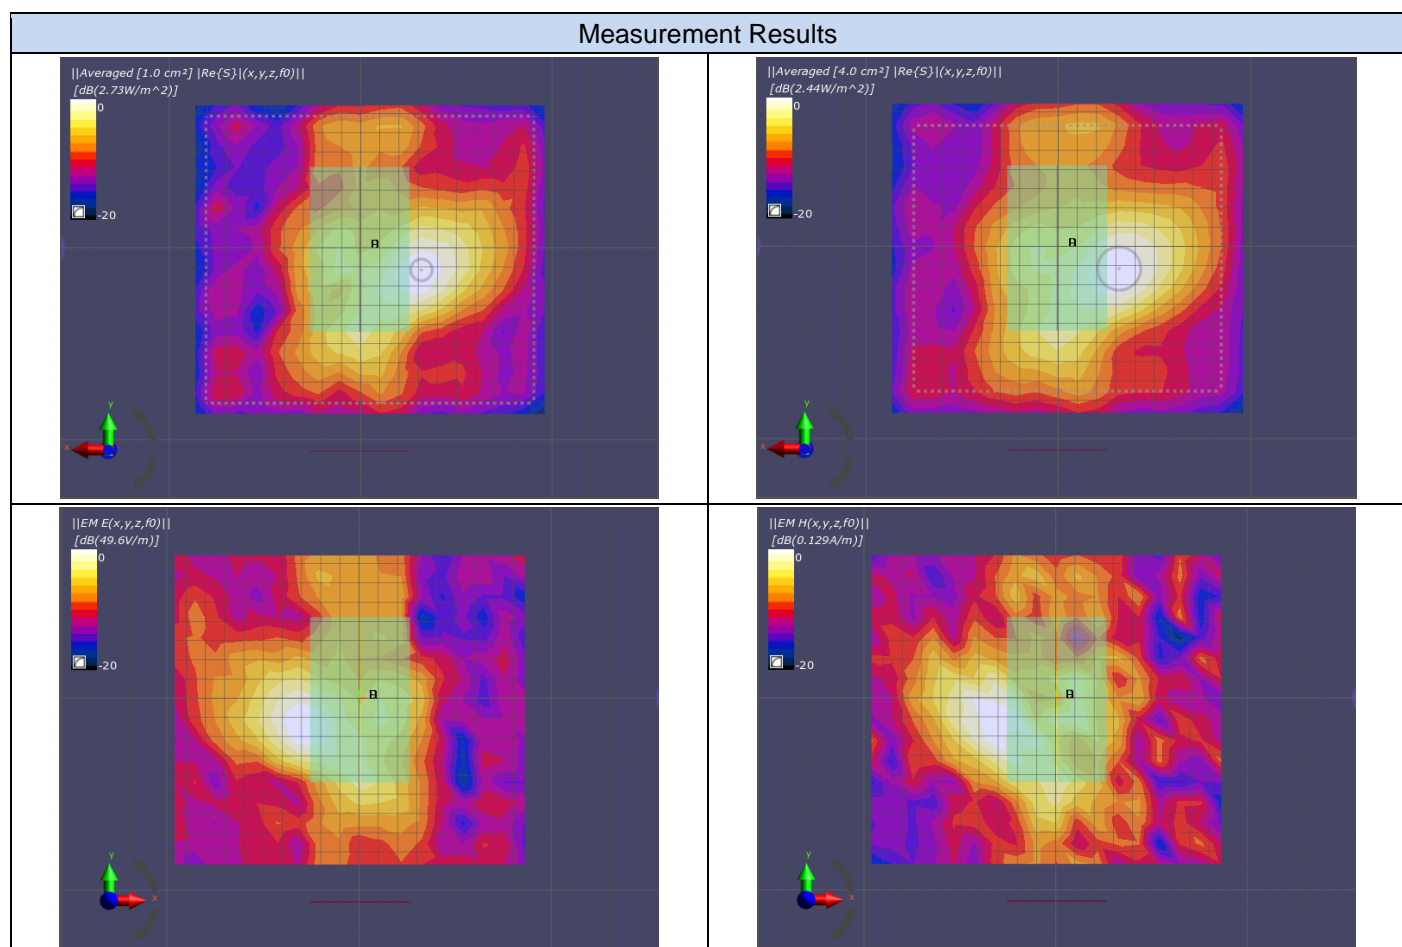 Measurement Results
||Averaged [1.0 cm²] |Re{S}|(x,y,z,f0)||
[dB(2.73W/m^2)]
0
-20
y
x
||Averaged [4.0 cm²] |Re{S}|(x,y,z,f0)||
[dB(2.44W/m^2)]
0
-20
y
x
||EM E(x,y,z,f0)||
[dB(49.6V/m)]
0
-20
y
x
||EM H(x,y,z,f0)||
[dB(0.129A/m)]
0
-20
y
x